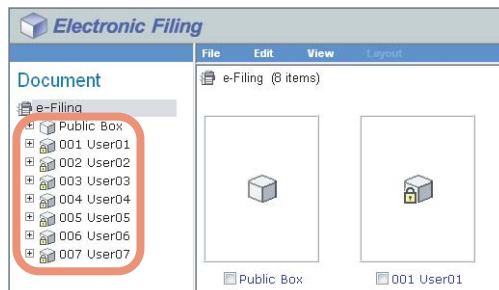 Electronic Filing
File Edit View Layout
Document
e-Filing
Public Box
001 User01
002 User02
003 User03
004 User04
005 User05
006 User06
007 User07
e-Filing (8 items)
Public Box
001 User01